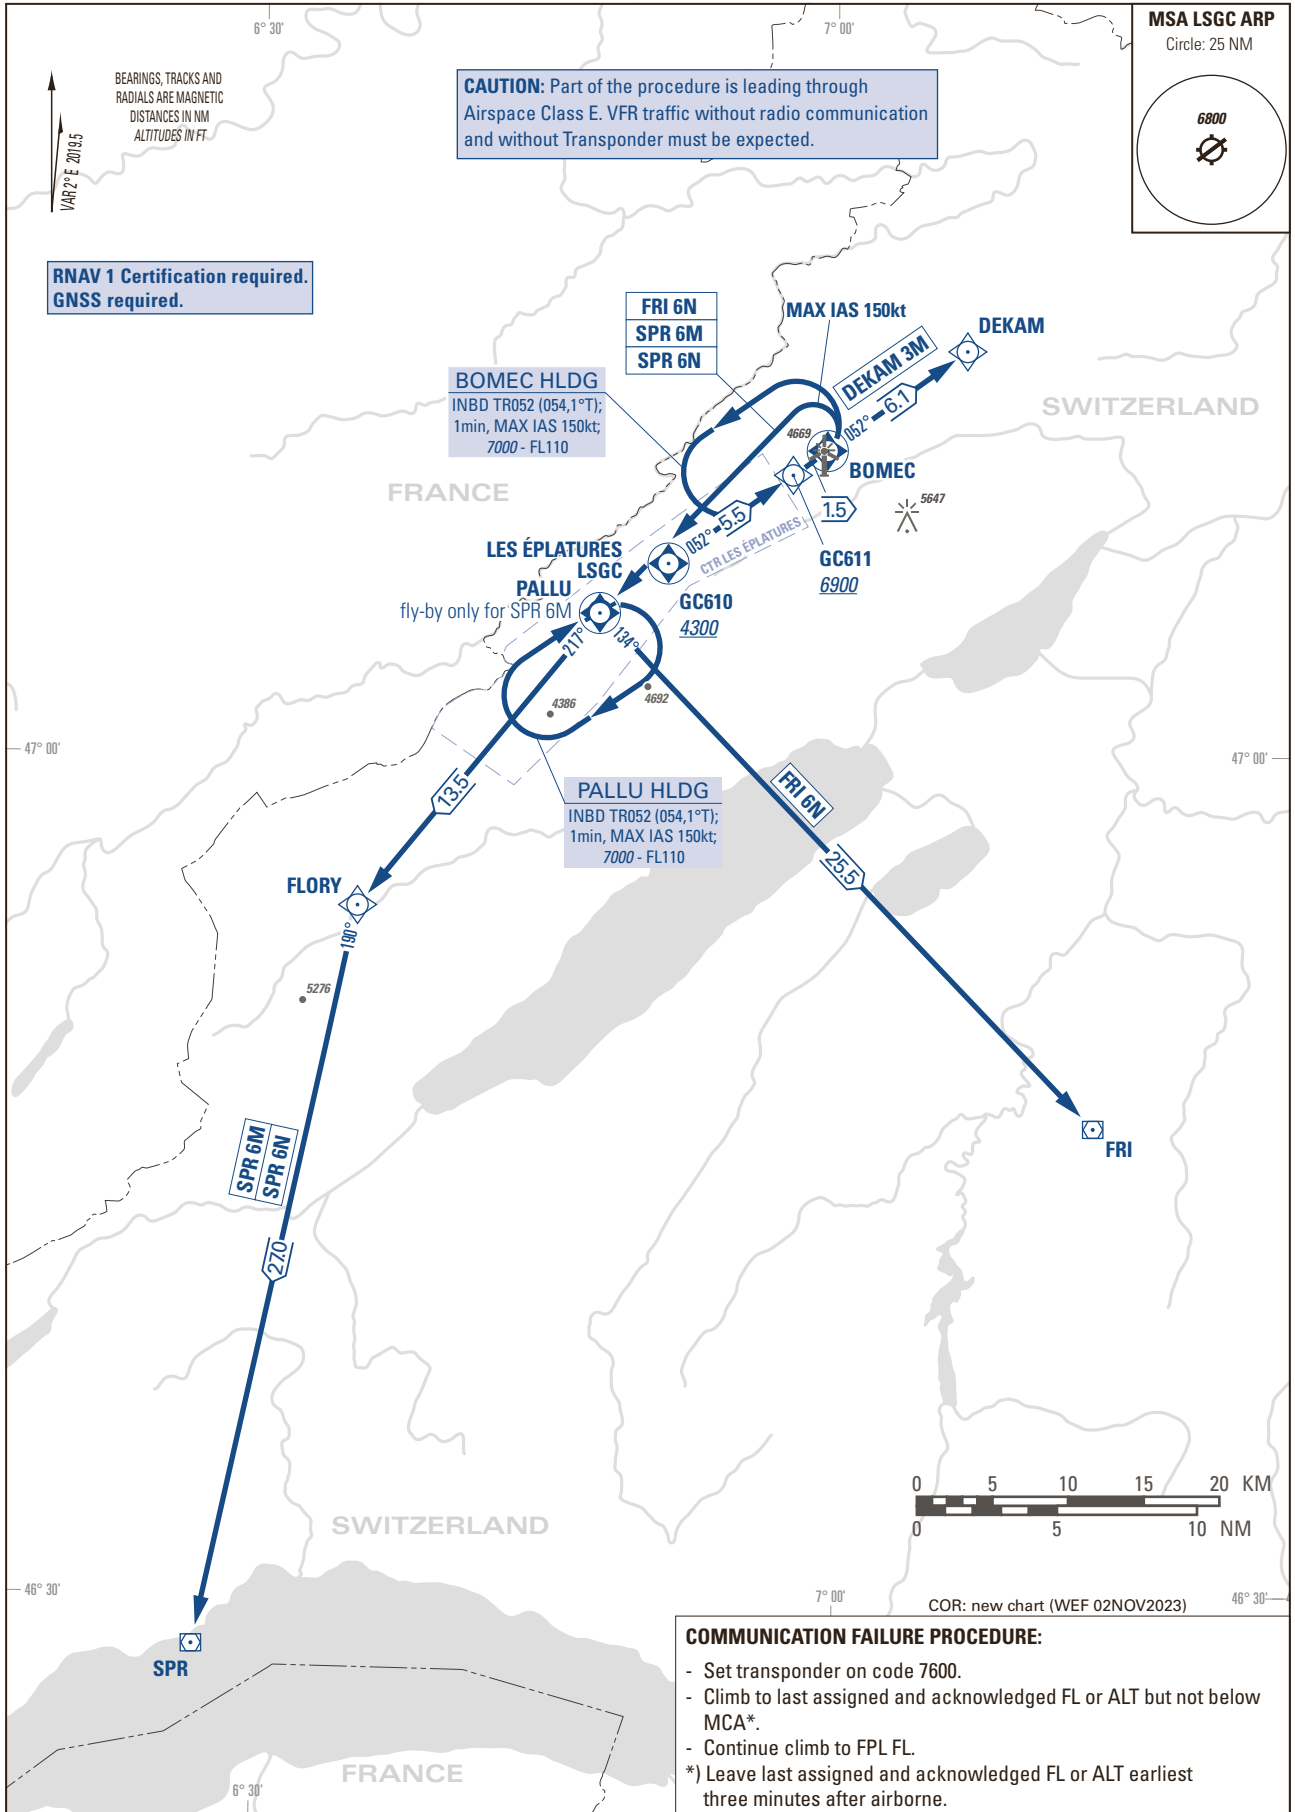 6° 30'
7° 00'
MSA LSGC ARP
Circle: 25 NM
6800
BEARINGS, TRACKS AND
RADIALS ARE MAGNETIC
DISTANCES IN NM
ALTITUDES IN FT
VAR 2° E 2019.5
CAUTION: Part of the procedure is leading through
Airspace Class E. VFR traffic without radio communication
and without Transponder must be expected.
RNAV 1 Certification required.
GNSS required.
FRI 6N
SPR 6M
SPR 6N
MAX IAS 150kt
DEKAM
DEKAM 3M
BOMEC HLDG
INBD TR052 (054,1°T);
1min, MAX IAS 150kt;
7000 - FL110
SWITZERLAND
052°
6.1
4669
BOMEC
FRANCE
5647
1.5
052°
5.5
CTR LES ÉPLATURES
LES ÉPLATURES
LSGC
GC611
6900
PALLU
fly-by only for SPR 6M
GC610
4300
217°
134°
4692
4386
47° 00'
47° 00'
PALLU HLDG
INBD TR052 (054,1°T);
1min, MAX IAS 150kt;
7000 - FL110
13.5
FRI 6N
25.5
FLORY
190°
5276
FRI
SPR 6M
SPR 6N
27.0
0 5 10 15 20 KM
0 5 10 NM
SWITZERLAND
46° 30'
7° 00'
46° 30'
COR: new chart (WEF 02NOV2023)
SPR
COMMUNICATION FAILURE PROCEDURE:
- Set transponder on code 7600.
- Climb to last assigned and acknowledged FL or ALT but not below
MCA*.
- Continue climb to FPL FL.
*) Leave last assigned and acknowledged FL or ALT earliest
three minutes after airborne.
FRANCE
6° 30'